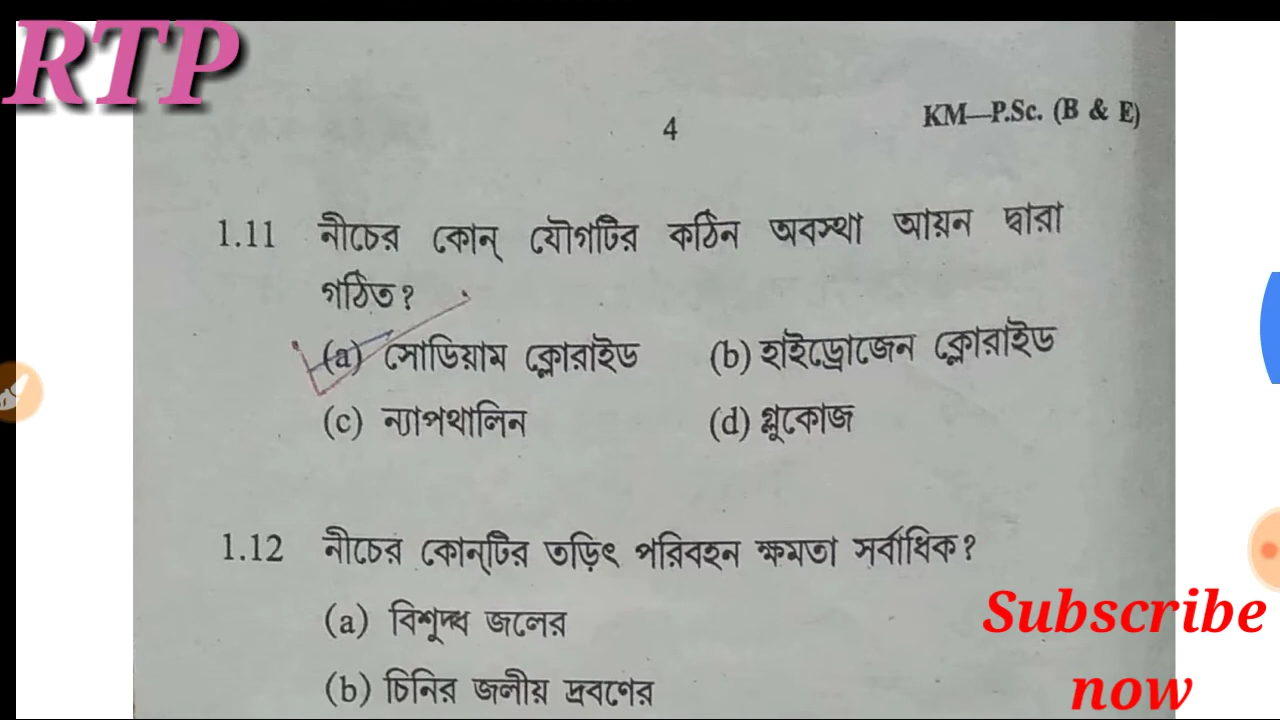 RTP
4
KM—P.Sc. (B & E)
1.11 নীচের কোন্ যৌগটির কঠিন অবস্থা আয়ন দ্বারা
গঠিত?
(a) সোডিয়াম ক্লোরাইড (b) হাইড্রোজেন ক্লোরাইড
(c) ন্যাপথালিন (d) গ্লুকোজ
1.12 নীচের কোন্‌টির তড়িৎ পরিবহন ক্ষমতা সর্বাধিক?
(a) বিশুদ্ধ জলের
(b) চিনির জলীয় দ্রবণের
Subscribe
now